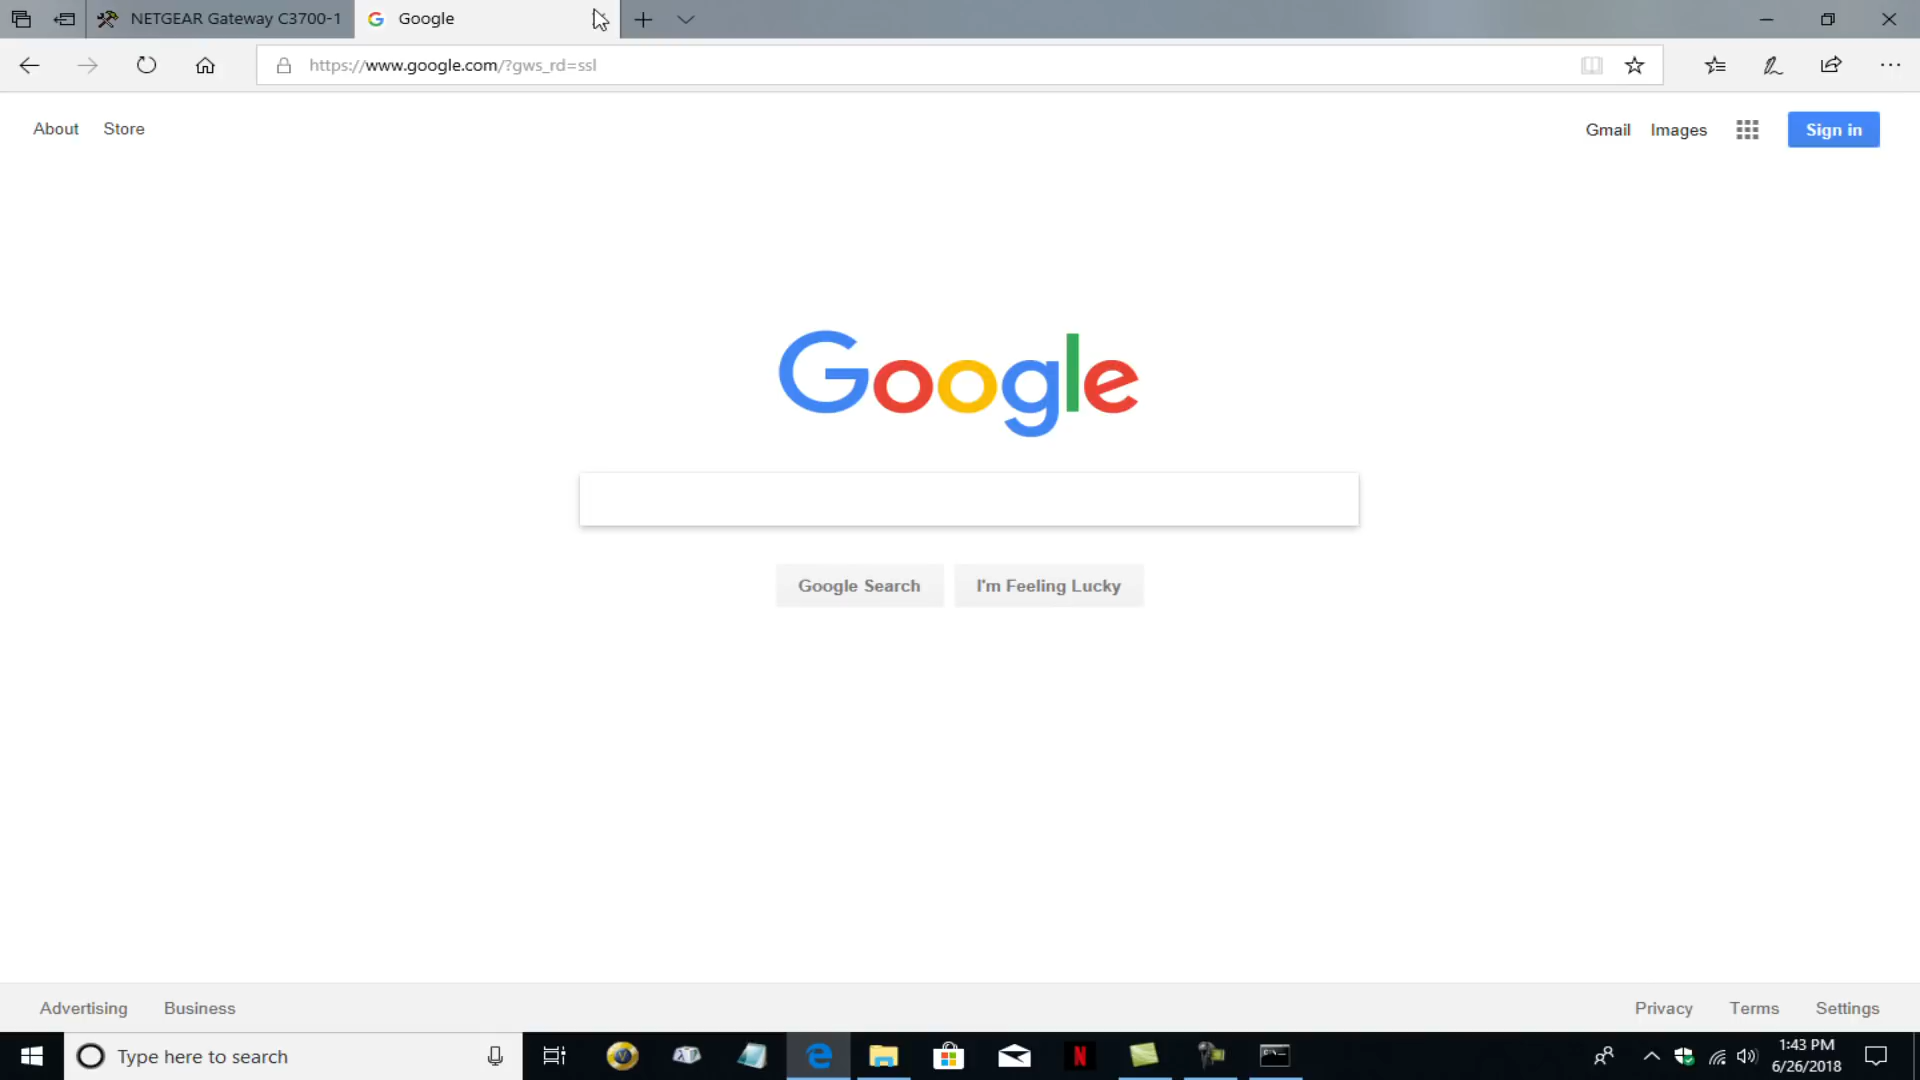 NETGEAR Gateway C3700-1
Google
https://www.google.com/?gws_rd=ssl
About Store
Gmail Images Sign in
Google
Google Search I'm Feeling Lucky
Advertising Business
Privacy Terms Settings
Type here to search
1:43 PM
6/26/2018